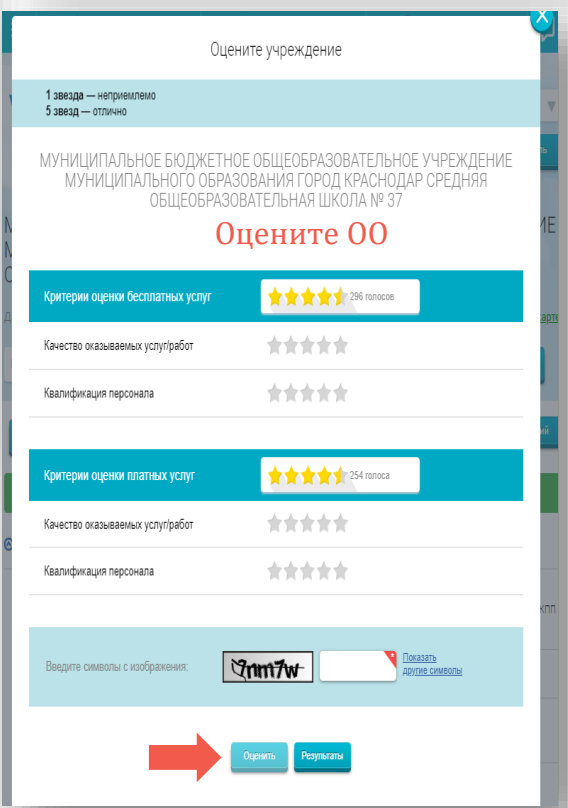 X
Оцените учреждение
1 звезда — неприемлемо
5 звезд — отлично
МУНИЦИПАЛЬНОЕ БЮДЖЕТНОЕ ОБЩЕОБРАЗОВАТЕЛЬНОЕ УЧРЕЖДЕНИЕ
МУНИЦИПАЛЬНОГО ОБРАЗОВАНИЯ ГОРОД КРАСНОДАР СРЕДНЯЯ
ОБЩЕОБРАЗОВАТЕЛЬНАЯ ШКОЛА № 37
Оцените ОО
Критерии оценки бесплатных услуг 296 голосов
Качество оказываемых услуг/работ
Квалификация персонала
Критерии оценки платных услуг 254 голоса
Качество оказываемых услуг/работ
Квалификация персонала
Введите символы с изображения: 7nm7w * Показать
другие символы
Оценить Результаты